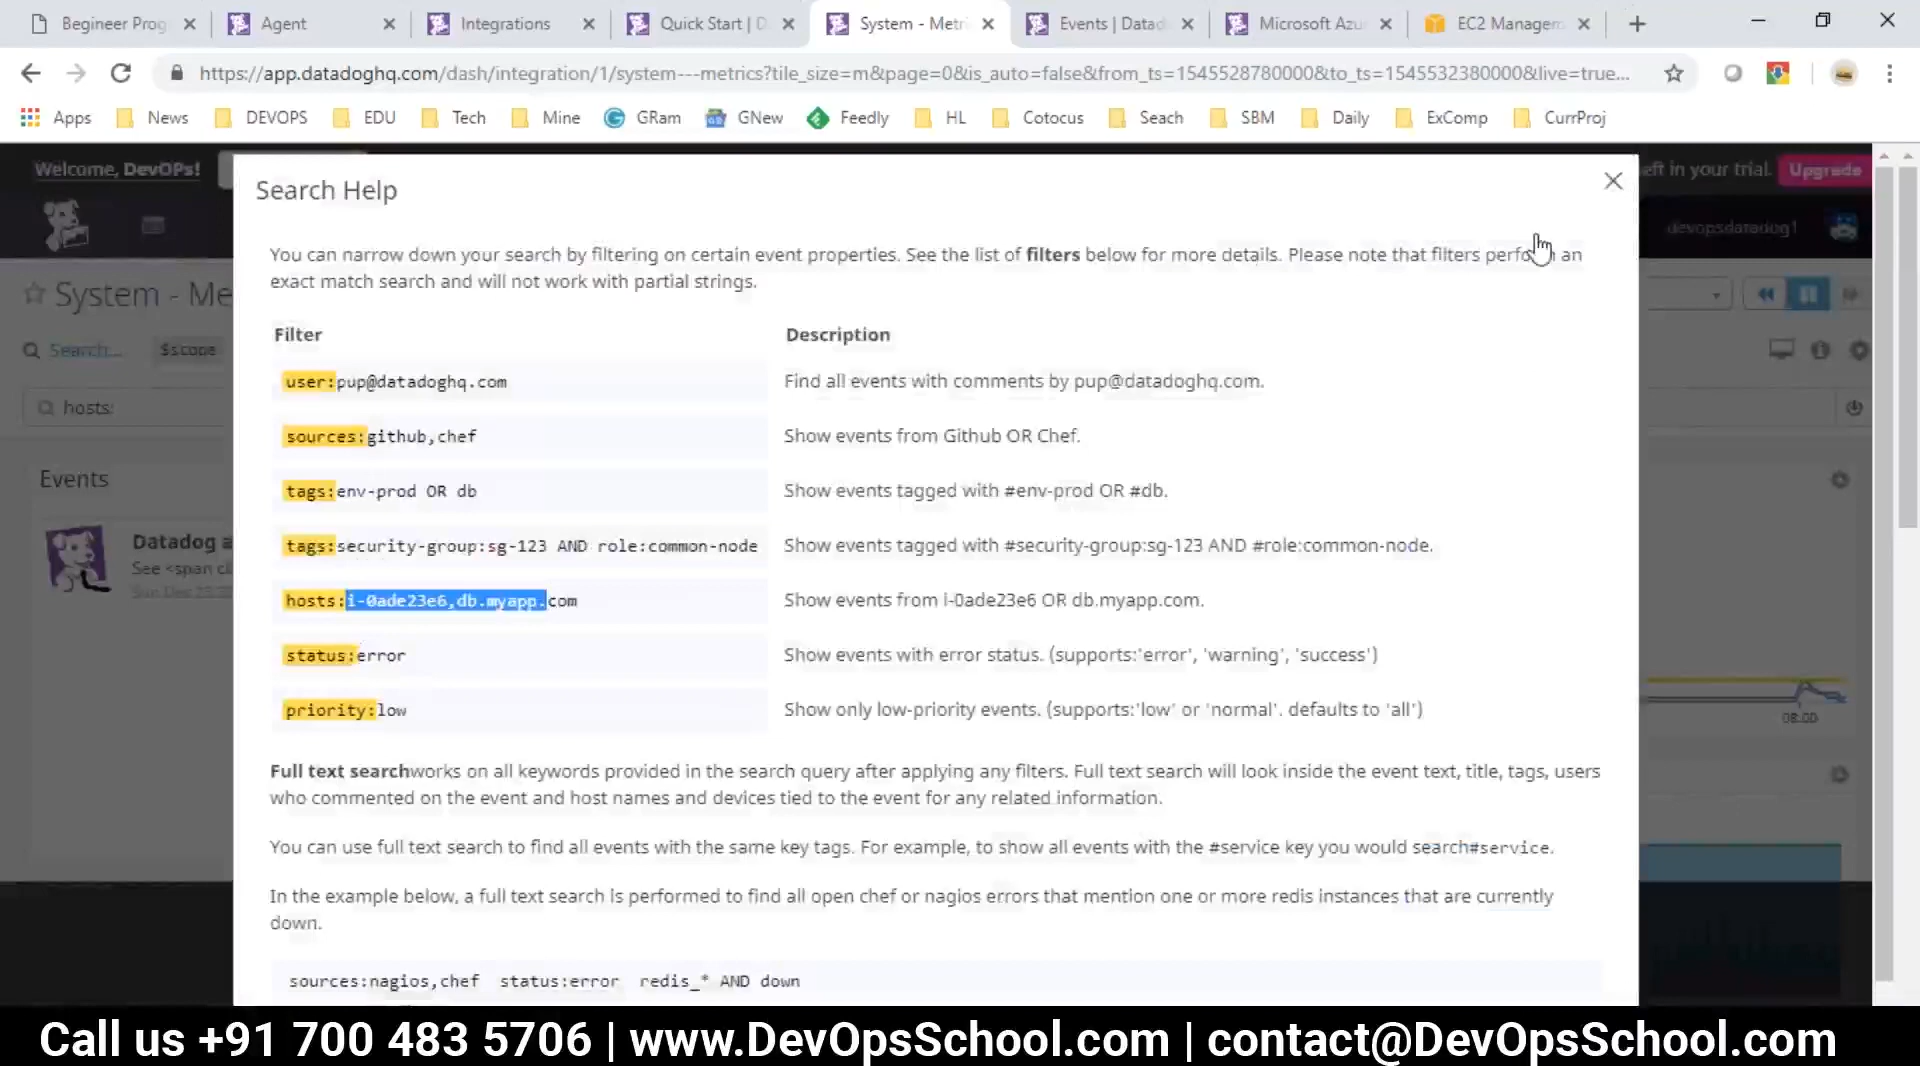 Begineer Prog
Agent
Integrations
Quick Start | D
System - Metri
Events | Datado
Microsoft Azu
EC2 Managem
https://app.datadoghq.com/dash/integration/1/system---metrics?tile_size=m&page=0&is_auto=false&from_ts=1545528780000&to_ts=1545532380000&live=true...
Apps
News
DEVOPS
EDU
Tech
Mine
GRam
GNew
Feedly
HL
Cotocus
Seach
SBM
Daily
ExComp
CurrProj
Welcome, DevOPs!
eft in your trial.
Upgrade
devopsdatadog1
System - Me
Search...
$scope
hosts:
Events
Datadog a
See <span cl
08:00
Search Help
You can narrow down your search by filtering on certain event properties. See the list of filters below for more details. Please note that filters perform an
exact match search and will not work with partial strings.
Filter
Description
user:pup@datadoghq.com
Find all events with comments by pup@datadoghq.com.
sources:github,chef
Show events from Github OR Chef.
tags:env-prod OR db
Show events tagged with #env-prod OR #db.
tags:security-group:sg-123 AND role:common-node
Show events tagged with #security-group:sg-123 AND #role:common-node.
hosts:i-0ade23e6,db.myapp.com
Show events from i-0ade23e6 OR db.myapp.com.
status:error
Show events with error status. (supports:'error', 'warning', 'success')
priority:low
Show only low-priority events. (supports:'low' or 'normal'. defaults to 'all')
Full text searchworks on all keywords provided in the search query after applying any filters. Full text search will look inside the event text, title, tags, users
who commented on the event and host names and devices tied to the event for any related information.
You can use full text search to find all events with the same key tags. For example, to show all events with the #service key you would search#service.
In the example below, a full text search is performed to find all open chef or nagios errors that mention one or more redis instances that are currently
down.
sources:nagios,chef status:error redis_* AND down
Call us +91 700 483 5706 | www.DevOpsSchool.com | contact@DevOpsSchool.com